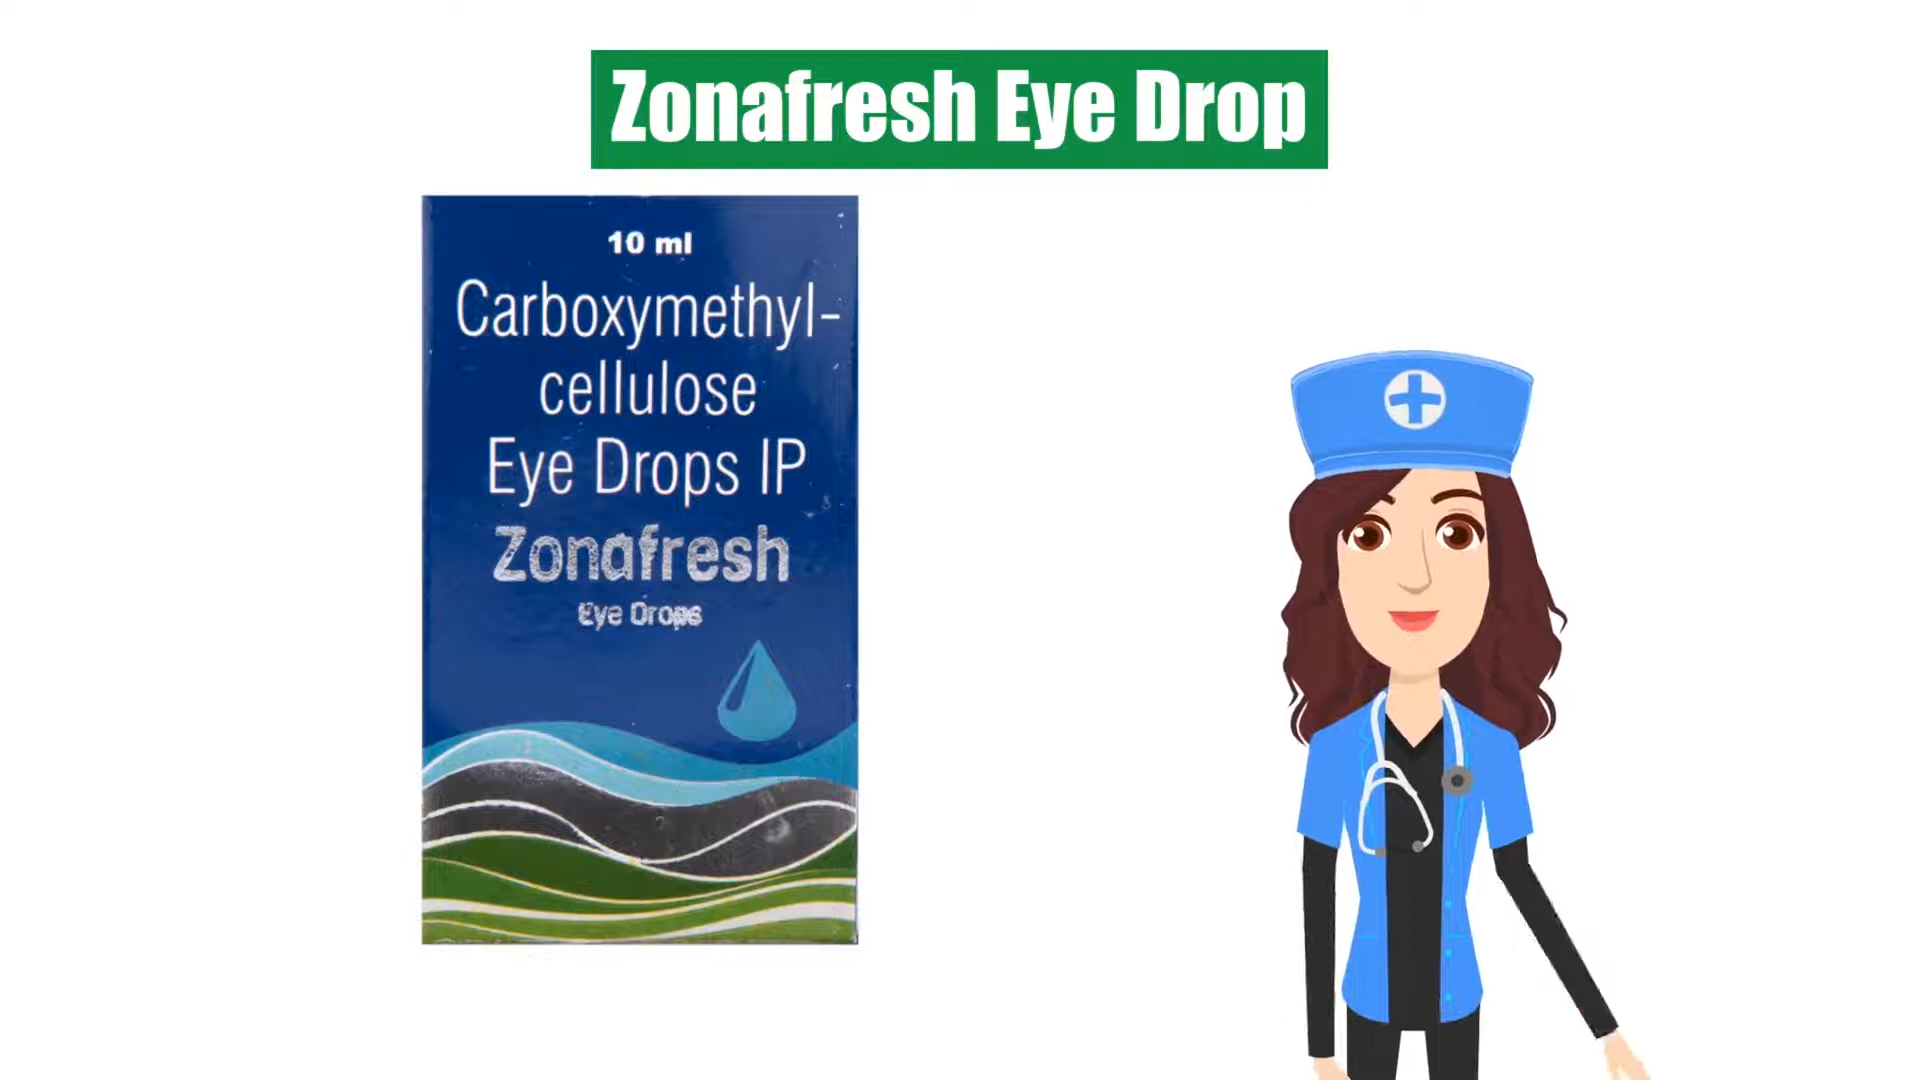 Zonafresh Eye Drop
10 ml
Carboxymethyl-
cellulose
Eye Drops IP
Zonafresh
Eye Drops